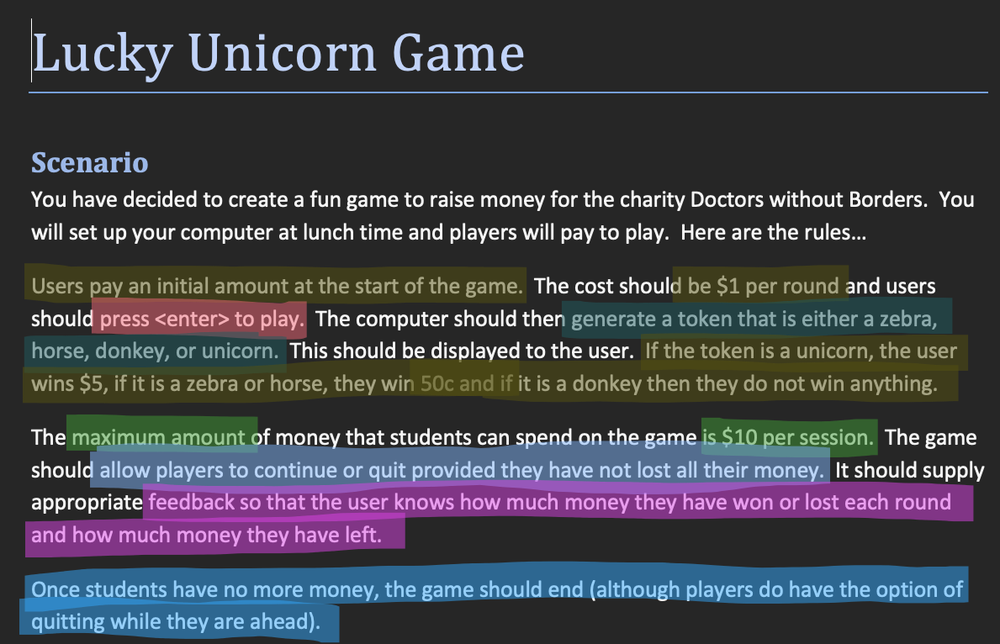 Lucky Unicorn Game
Scenario
You have decided to create a fun game to raise money for the charity Doctors without Borders.  You
will set up your computer at lunch time and players will pay to play.  Here are the rules...
Users pay an initial amount at the start of the game.  The cost should be $1 per round and users
should press <enter> to play.  The computer should then generate a token that is either a zebra,
horse, donkey, or unicorn.  This should be displayed to the user.  If the token is a unicorn, the user
wins $5, if it is a zebra or horse, they win 50c and if it is a donkey then they do not win anything.
The maximum amount of money that students can spend on the game is $10 per session.  The game
should allow players to continue or quit provided they have not lost all their money.  It should supply
appropriate feedback so that the user knows how much money they have won or lost each round
and how much money they have left.
Once students have no more money, the game should end (although players do have the option of
quitting while they are ahead).